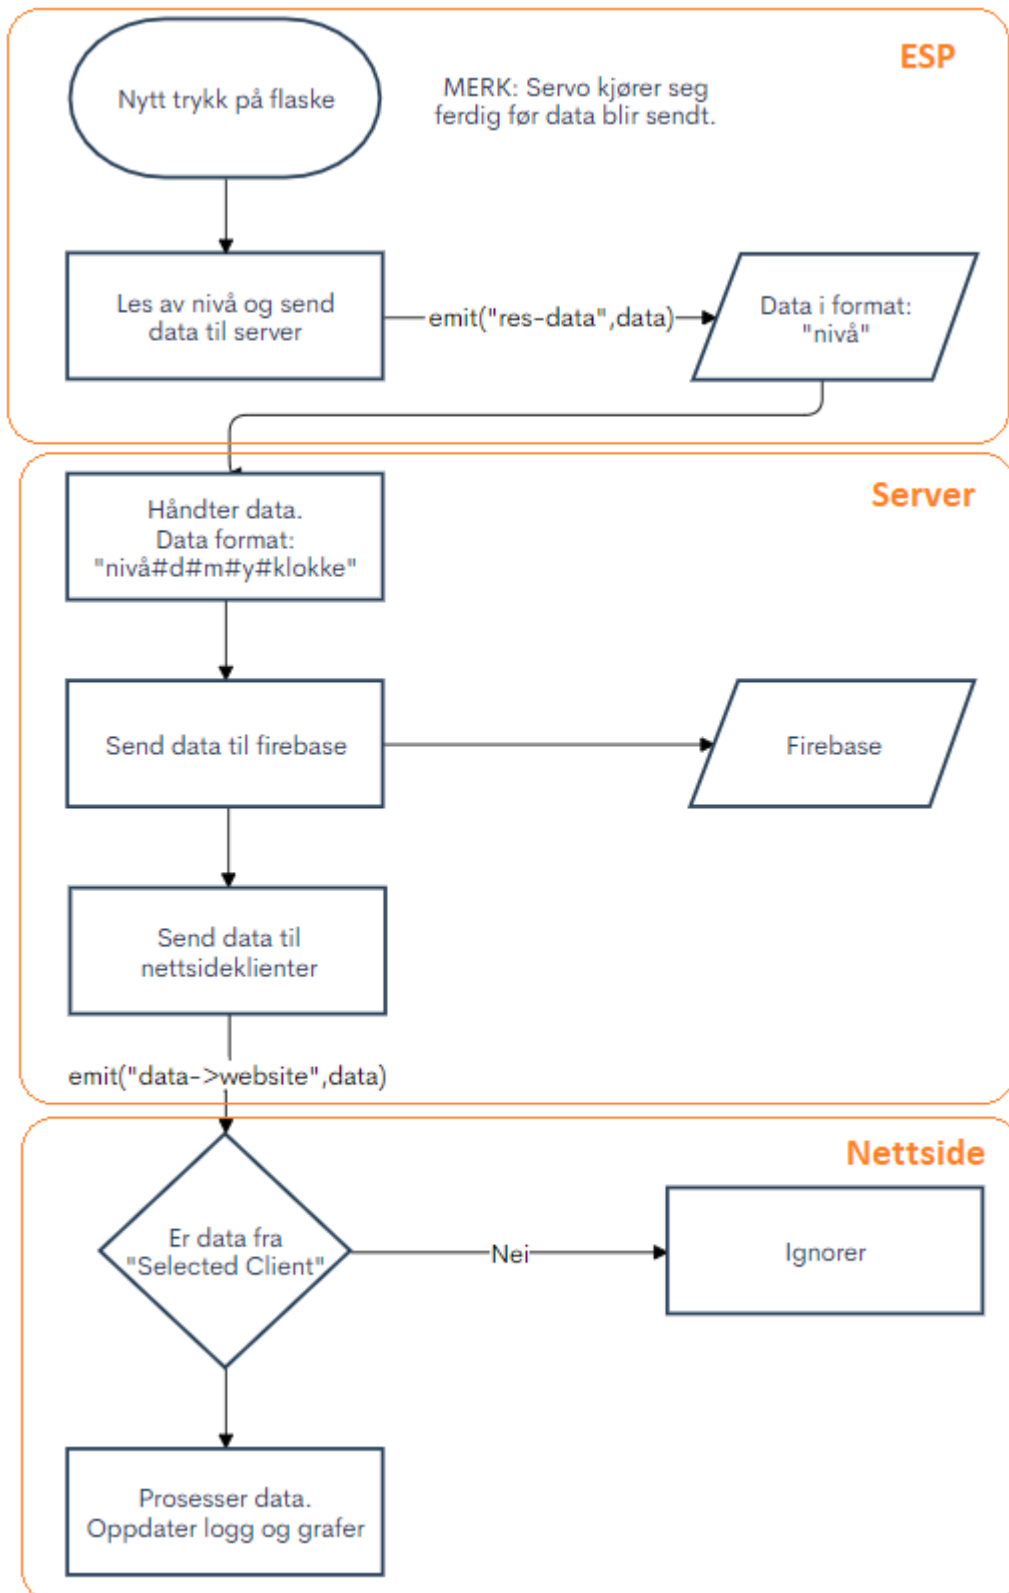 ESP
Nytt trykk på flaske
MERK: Servo kjører seg
ferdig før data blir sendt.
Les av nivå og send
data til server
emit("res-data",data)
Data i format:
"nivå"
Server
Håndter data.
Data format:
"nivå#d#m#y#klokke"
Send data til firebase
Firebase
Send data til
nettsideklienter
emit("data->website",data)
Nettside
Er data fra
"Selected Client"
Nei
Ignorer
Prosesser data.
Oppdater logg og grafer